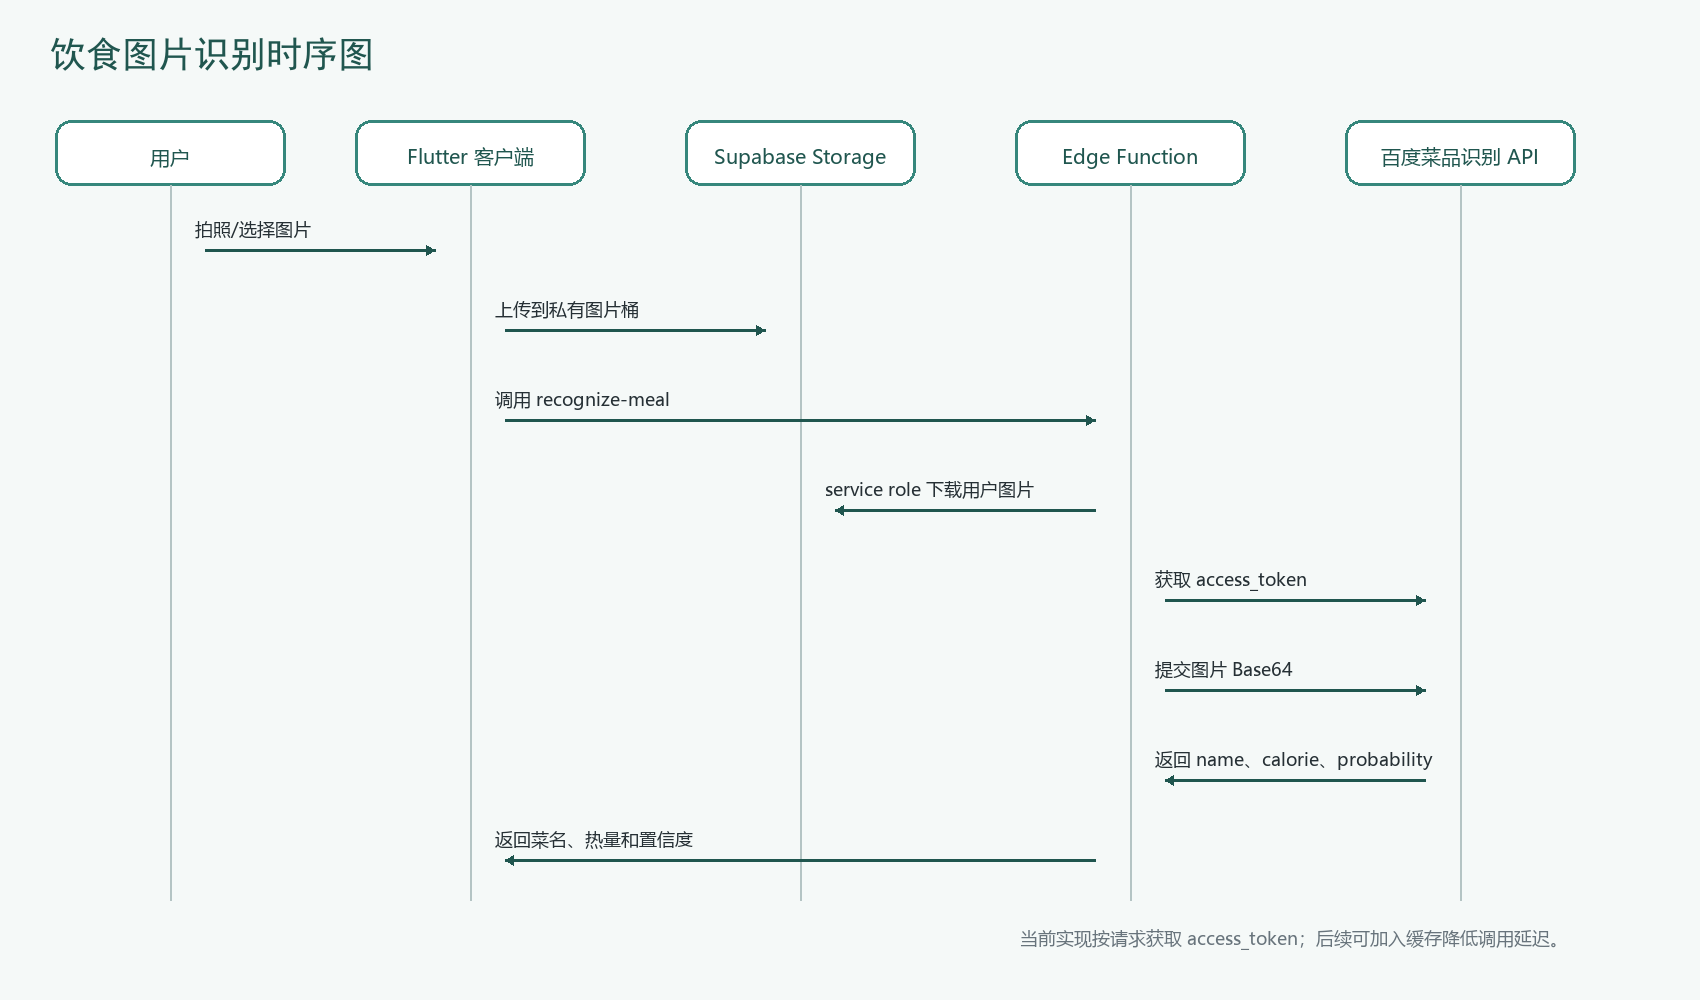 饮食图片识别时序图
用户
Flutter 客户端
Supabase Storage
Edge Function
百度菜品识别 API
拍照/选择图片
上传到私有图片桶
调用 recognize-meal
service role 下载用户图片
获取 access_token
提交图片 Base64
返回 name、calorie、probability
返回菜名、热量和置信度
当前实现按请求获取 access_token；后续可加入缓存降低调用延迟。